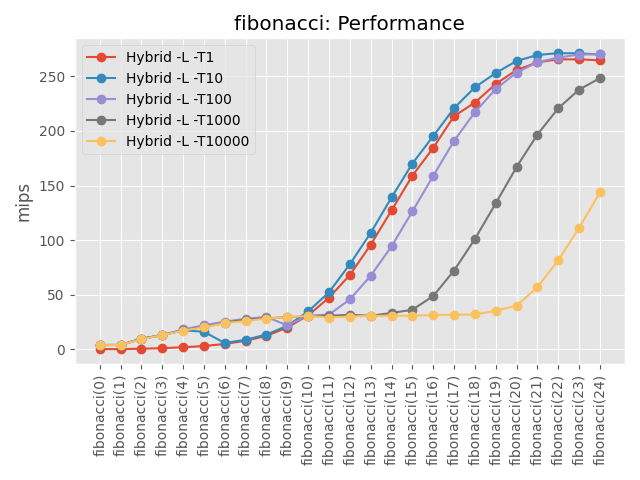 fibonacci: Performance
Hybrid -L -T1
Hybrid -L -T10
Hybrid -L -T100
Hybrid -L -T1000
Hybrid -L -T10000
mips
250
200
150
100
50
0
fibonacci(0)
fibonacci(1)
fibonacci(2)
fibonacci(3)
fibonacci(4)
fibonacci(5)
fibonacci(6)
fibonacci(7)
fibonacci(8)
fibonacci(9)
fibonacci(10)
fibonacci(11)
fibonacci(12)
fibonacci(13)
fibonacci(14)
fibonacci(15)
fibonacci(16)
fibonacci(17)
fibonacci(18)
fibonacci(19)
fibonacci(20)
fibonacci(21)
fibonacci(22)
fibonacci(23)
fibonacci(24)